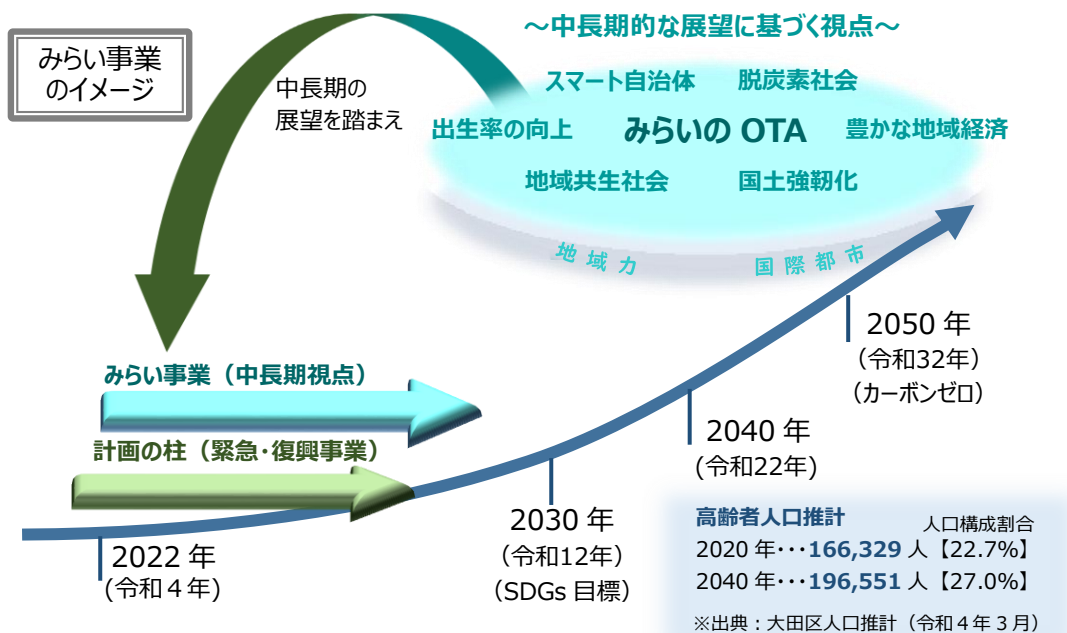 みらい事業
のイメージ
～中長期的な展望に基づく視点～
中長期の
展望を踏まえ
スマート自治体
脱炭素社会
出生率の向上
みらいの OTA
豊かな地域経済
地域共生社会
国土強靭化
地域力
国際都市
みらい事業（中長期視点）
計画の柱（緊急・復興事業）
2022 年
(令和４年)
2030 年
(令和12年)
(SDGs 目標)
2040 年
(令和22年)
2050 年
(令和32年)
(カーボンゼロ)
高齢者人口推計
人口構成割合
2020 年･･･166,329 人【22.7%】
2040 年･･･196,551 人【27.0%】
※出典：大田区人口推計（令和４年３月）